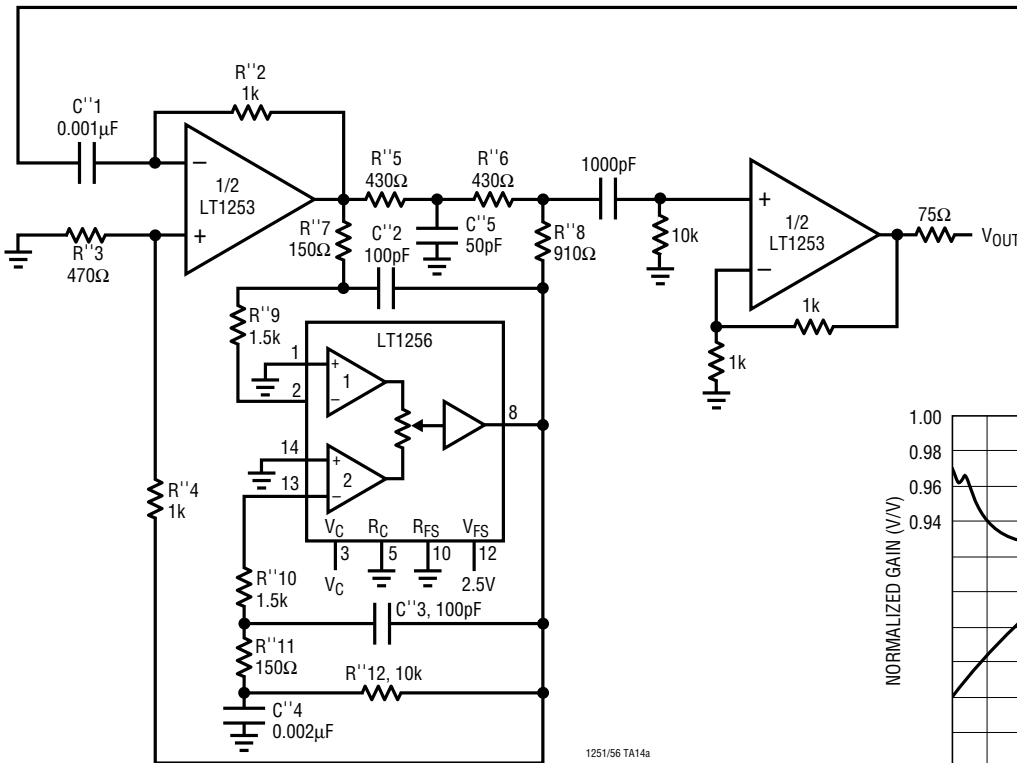 R''2
1k
C''1
0.001µF
−
1/2
LT1253
+
R''3
470Ω
R''5
430Ω
R''6
430Ω
R''7
150Ω
C''2
100pF
C''5
50pF
R''8
910Ω
1000pF
10k
+
1/2
LT1253
−
75Ω
VOUT
1k
1k
R''9
1.5k
LT1256
1
+
1
2
−
8
14
+
2
13
−
VC
RC
RFS
VFS
3
5
10
12
VC
2.5V
R''4
1k
R''10
1.5k
C''3, 100pF
R''11
150Ω
R''12, 10k
C''4
0.002µF
1251/56 TA14a
1.00
0.98
0.96
0.94
NORMALIZED GAIN (V/V)